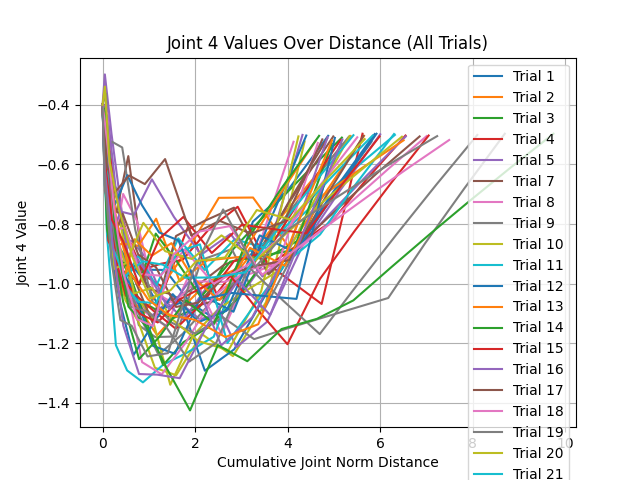 Joint 4 Values Over Distance (All Trials)
Joint 4 Value
−0.4
−0.6
−0.8
−1.0
−1.2
−1.4
0
2
4
6
8
10
Cumulative Joint Norm Distance
Trial 1
Trial 2
Trial 3
Trial 4
Trial 5
Trial 7
Trial 8
Trial 9
Trial 10
Trial 11
Trial 12
Trial 13
Trial 14
Trial 15
Trial 16
Trial 17
Trial 18
Trial 19
Trial 20
Trial 21